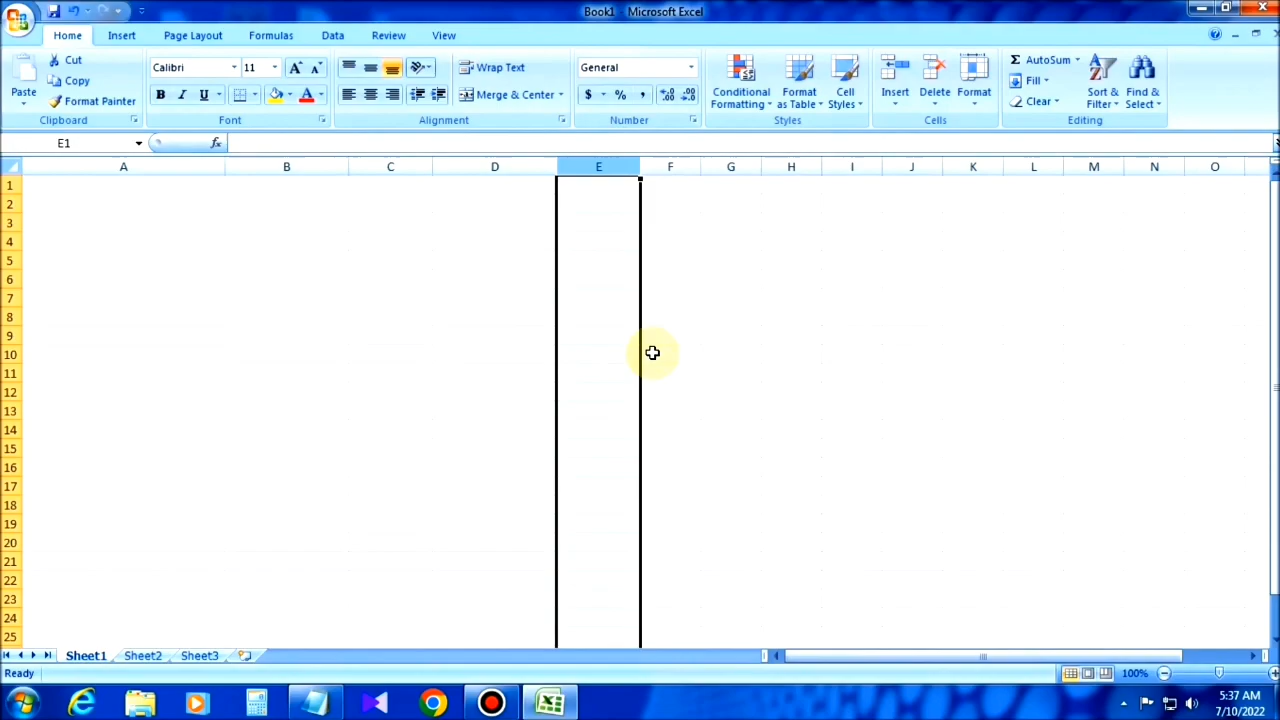 Book1 - Microsoft Excel
Home Insert Page Layout Formulas Data Review View
Cut
Copy
Format Painter
Paste
Clipboard
Calibri 11
B I U
Font
Wrap Text
Merge & Center
Alignment
General
$ % ,
Number
Conditional Formatting
Format as Table
Cell Styles
Styles
Insert Delete Format
Cells
Σ AutoSum
Fill
Clear
Sort & Filter
Find & Select
Editing
E1
fx
A B C D E F G H I J K L M N O
1
2
3
4
5
6
7
8
9
10
11
12
13
14
15
16
17
18
19
20
21
22
23
24
25
Sheet1 Sheet2 Sheet3
Ready
100%
5:37 AM
7/10/2022